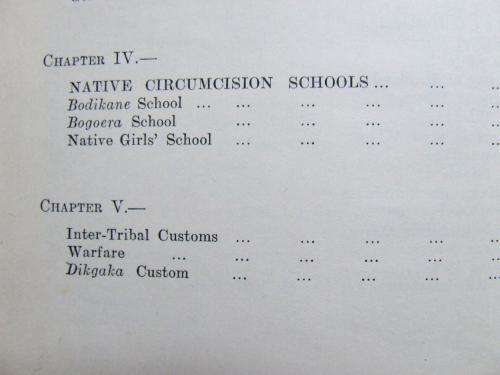 CHAPTER IV.—
NATIVE CIRCUMCISION SCHOOLS ... ... ...
Bodikane School ... ... ... ... ... ...
Bogoera School ... ... ... ... ...
Native Girls' School ... ... ... ... ...
CHAPTER V.—
Inter-Tribal Customs ... ... ... ... ...
Warfare ... ... ... ... ... ...
Dikgaka Custom ... ... ... ... ...